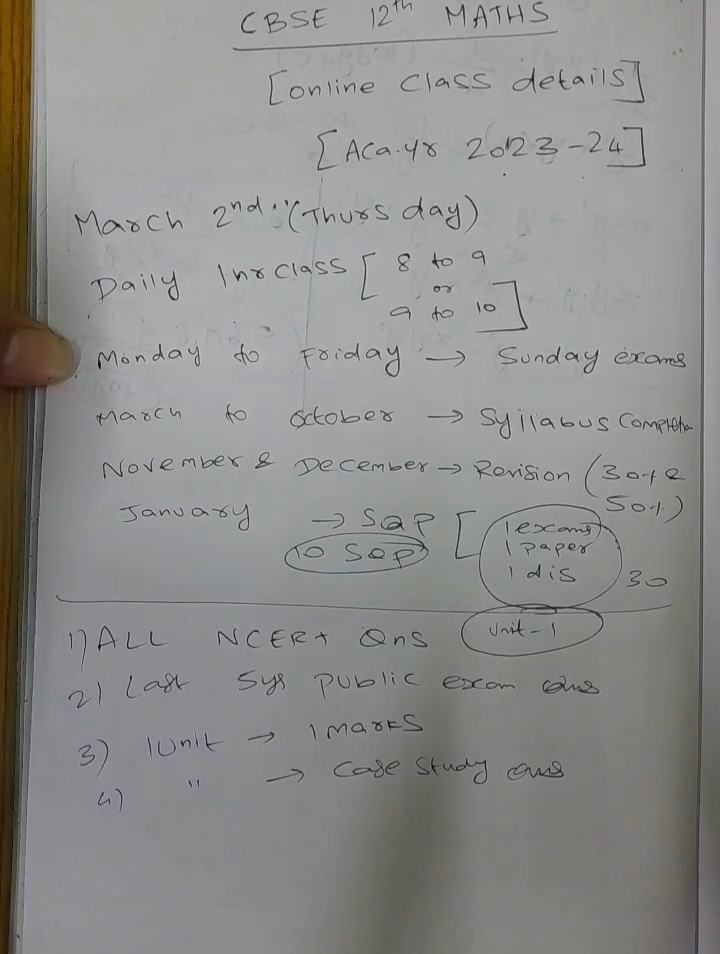 CBSE 12th MATHS
[online class details]
[Aca.yr 2023-24]
March 2nd. (Thursday)
Daily 1hr class [ 8 to 9
or
9 to 10 ]
Monday to Friday → Sunday exams
March to october → Syllabus Completion
November & December → Revision (30% &
50%)
January → SQP [ 1 exams
10 SQP 1 paper
1 dis 30
1) ALL NCERT Qns Unit-1
2) Last 5yr public exam Qns
3) 1 Unit → 1 marks
4) " → Case Study Qns